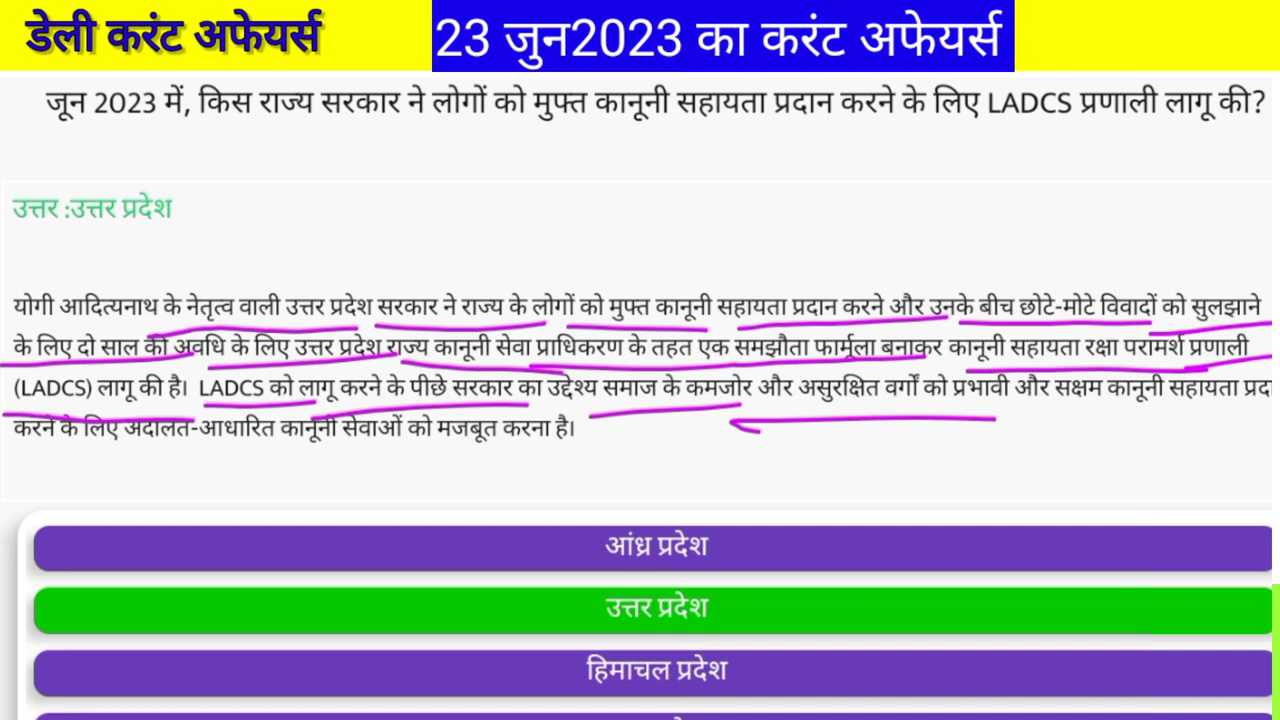 डेली करंट अफेयर्स
23 जुन2023 का करंट अफेयर्स
जून 2023 में, किस राज्य सरकार ने लोगों को मुफ्त कानूनी सहायता प्रदान करने के लिए LADCS प्रणाली लागू की?
उत्तर :उत्तर प्रदेश
योगी आदित्यनाथ के नेतृत्व वाली उत्तर प्रदेश सरकार ने राज्य के लोगों को मुफ्त कानूनी सहायता प्रदान करने और उनके बीच छोटे-मोटे विवादों को सुलझाने
के लिए दो साल की अवधि के लिए उत्तर प्रदेश राज्य कानूनी सेवा प्राधिकरण के तहत एक समझौता फार्मूला बनाकर कानूनी सहायता रक्षा परामर्श प्रणाली
(LADCS) लागू की है। LADCS को लागू करने के पीछे सरकार का उद्देश्य समाज के कमजोर और असुरक्षित वर्गों को प्रभावी और सक्षम कानूनी सहायता प्रदा
करने के लिए अदालत-आधारित कानूनी सेवाओं को मजबूत करना है।
आंध्र प्रदेश
उत्तर प्रदेश
हिमाचल प्रदेश